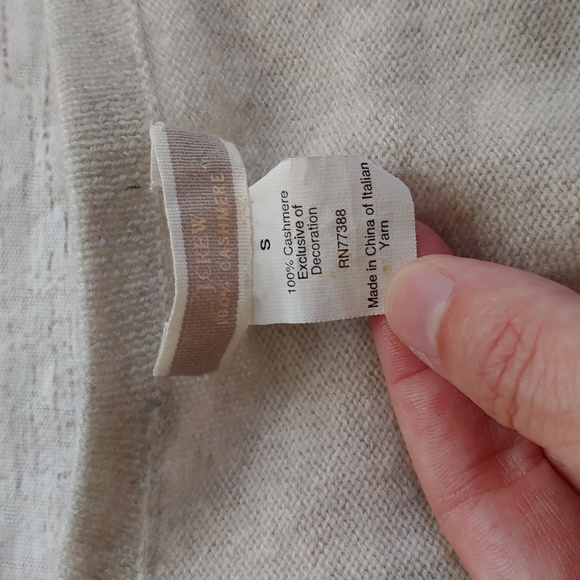 J.CREW
100% CASHMERE
S
100% Cashmere
Exclusive of
Decoration
RN77388
Made in China of Italian
Yarn